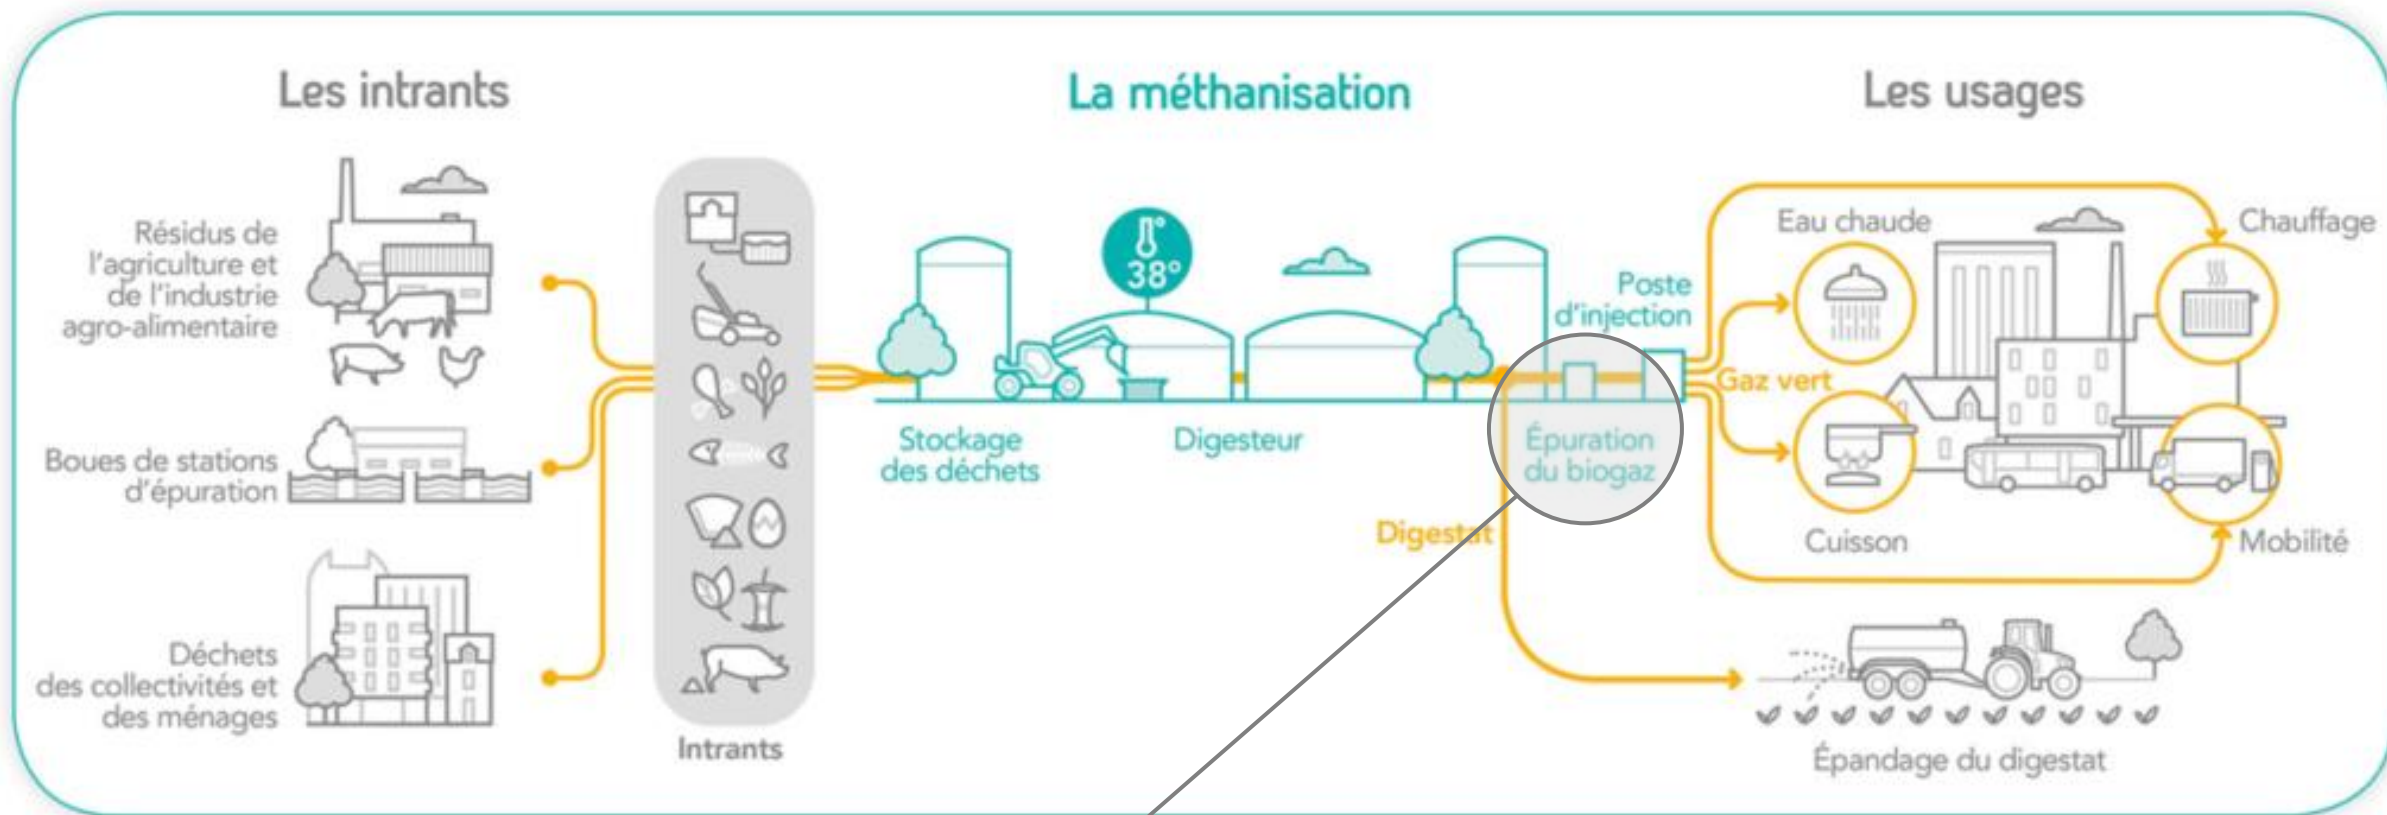 Les intrants
Résidus de
l'agriculture et
de l'industrie
agro-alimentaire
Boues de stations
d'épuration
Déchets
des collectivités et
des ménages
Intrants
La méthanisation
38°
Stockage
des déchets
Digesteur
Poste
d'injection
Épuration
du biogaz
Digestat
Gaz vert
Les usages
Eau chaude
Chauffage
Cuisson
Mobilité
Épandage du digestat